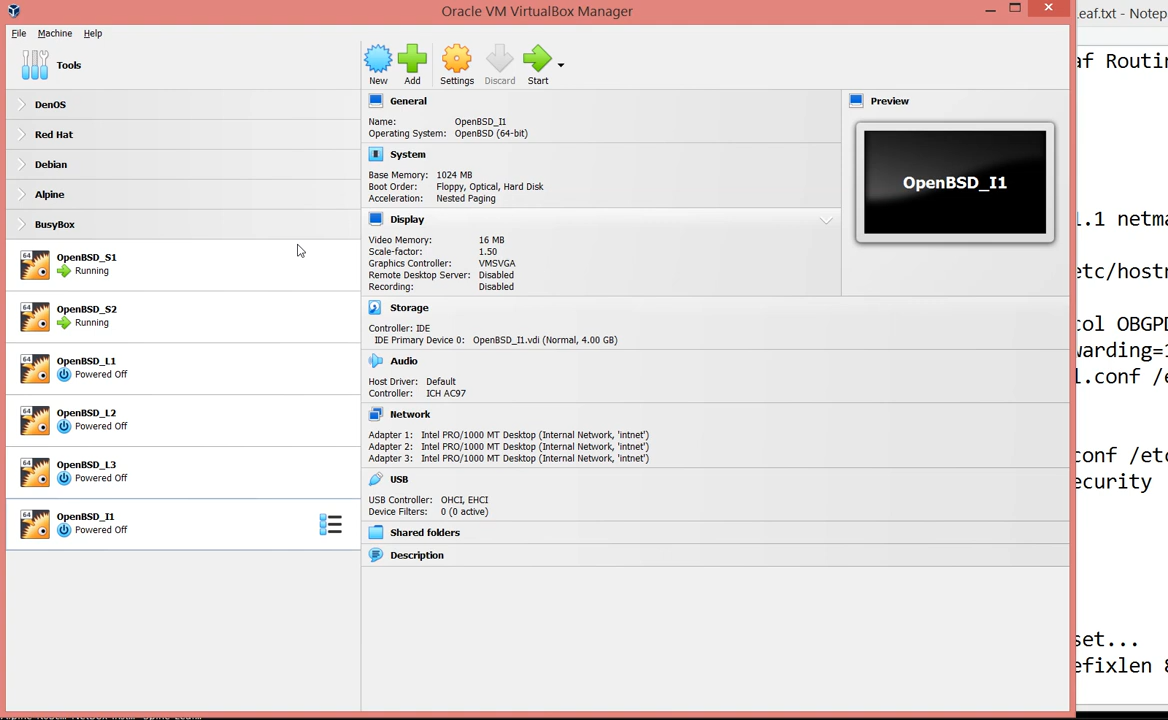 Oracle VM VirtualBox Manager
eaf.txt - Notep
File Machine Help
Tools
New Add Settings Discard Start
DenOS
Red Hat
Debian
Alpine
BusyBox
64 OpenBSD_S1
Running
64 OpenBSD_S2
Running
64 OpenBSD_L1
Powered Off
64 OpenBSD_L2
Powered Off
64 OpenBSD_L3
Powered Off
64 OpenBSD_I1
Powered Off
General
Name: OpenBSD_I1
Operating System: OpenBSD (64-bit)
System
Base Memory: 1024 MB
Boot Order: Floppy, Optical, Hard Disk
Acceleration: Nested Paging
Display
Video Memory: 16 MB
Scale-factor: 1.50
Graphics Controller: VMSVGA
Remote Desktop Server: Disabled
Recording: Disabled
Storage
Controller: IDE
IDE Primary Device 0: OpenBSD_I1.vdi (Normal, 4.00 GB)
Audio
Host Driver: Default
Controller: ICH AC97
Network
Adapter 1: Intel PRO/1000 MT Desktop (Internal Network, 'intnet')
Adapter 2: Intel PRO/1000 MT Desktop (Internal Network, 'intnet')
Adapter 3: Intel PRO/1000 MT Desktop (Internal Network, 'intnet')
USB
USB Controller: OHCI, EHCI
Device Filters: 0 (0 active)
Shared folders
Description
Preview
OpenBSD_I1
af Routin
.1 netma
etc/hostn
col OBGPD
warding=1
l.conf /e
conf /etc
ecurity
set...
efixlen 8